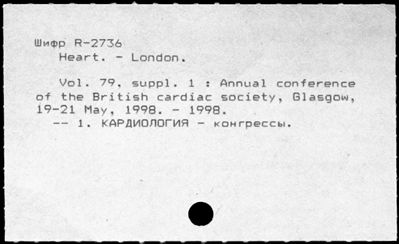 Шифр R-2736
Heart. - London.
Vol. 79, suppl. 1 : Annual conference
of the British cardiac society, Glasgow,
19-21 May, 1998. - 1998.
-- 1. КАРДИОЛОГИЯ - конгрессы.